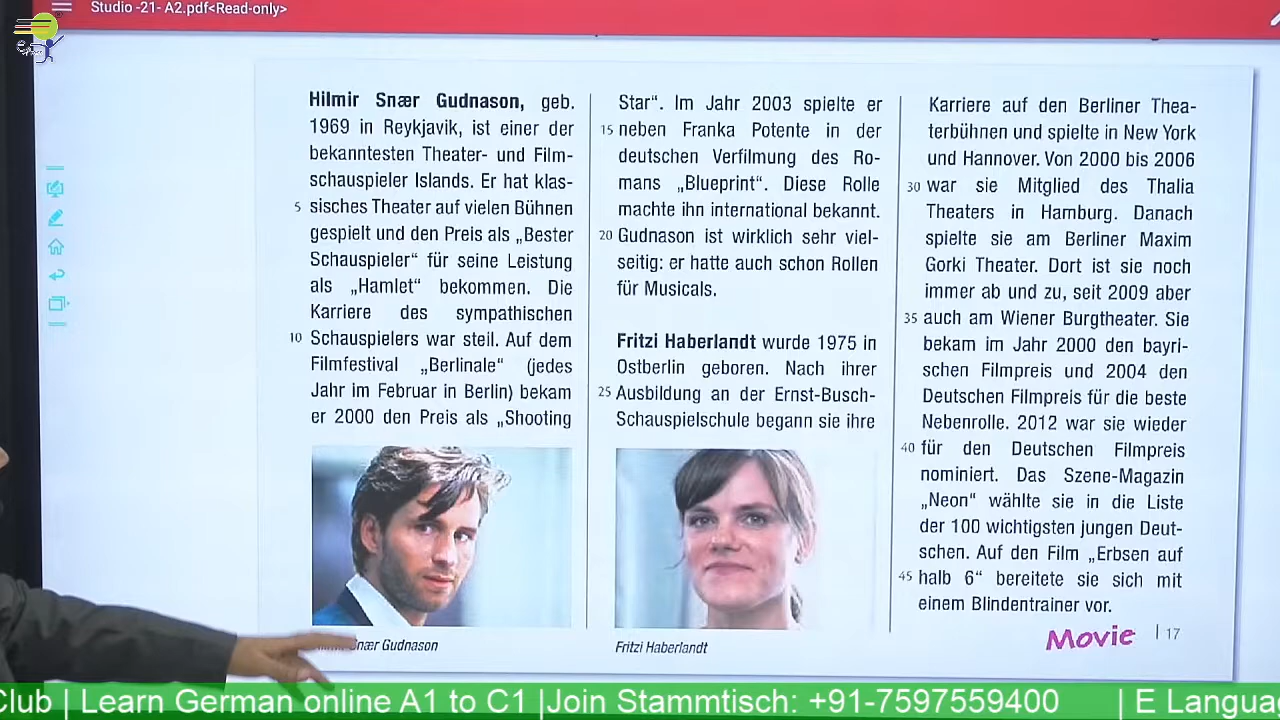 Studio -21- A2.pdf<Read-only>
Hilmir Snær Gudnason, geb.
1969 in Reykjavik, ist einer der
bekanntesten Theater- und Film-
schauspieler Islands. Er hat klas-
5 sisches Theater auf vielen Bühnen
gespielt und den Preis als „Bester
Schauspieler“ für seine Leistung
als „Hamlet“ bekommen. Die
Karriere des sympathischen
10 Schauspielers war steil. Auf dem
Filmfestival „Berlinale“ (jedes
Jahr im Februar in Berlin) bekam
er 2000 den Preis als „Shooting
Star“. Im Jahr 2003 spielte er
15 neben Franka Potente in der
deutschen Verfilmung des Ro-
mans „Blueprint“. Diese Rolle
machte ihn international bekannt.
20 Gudnason ist wirklich sehr viel-
seitig: er hatte auch schon Rollen
für Musicals.
Fritzi Haberlandt wurde 1975 in
Ostberlin geboren. Nach ihrer
25 Ausbildung an der Ernst-Busch-
Schauspielschule begann sie ihre
Karriere auf den Berliner Thea-
terbühnen und spielte in New York
und Hannover. Von 2000 bis 2006
30 war sie Mitglied des Thalia
Theaters in Hamburg. Danach
spielte sie am Berliner Maxim
Gorki Theater. Dort ist sie noch
immer ab und zu, seit 2009 aber
35 auch am Wiener Burgtheater. Sie
bekam im Jahr 2000 den bayri-
schen Filmpreis und 2004 den
Deutschen Filmpreis für die beste
Nebenrolle. 2012 war sie wieder
40 für den Deutschen Filmpreis
nominiert. Das Szene-Magazin
„Neon“ wählte sie in die Liste
der 100 wichtigsten jungen Deut-
schen. Auf den Film „Erbsen auf
45 halb 6“ bereitete sie sich mit
einem Blindentrainer vor.
Snær Gudnason
Fritzi Haberlandt
Movie | 17
Club | Learn German online A1 to C1 |Join Stammtisch: +91-7597559400 | E Langua